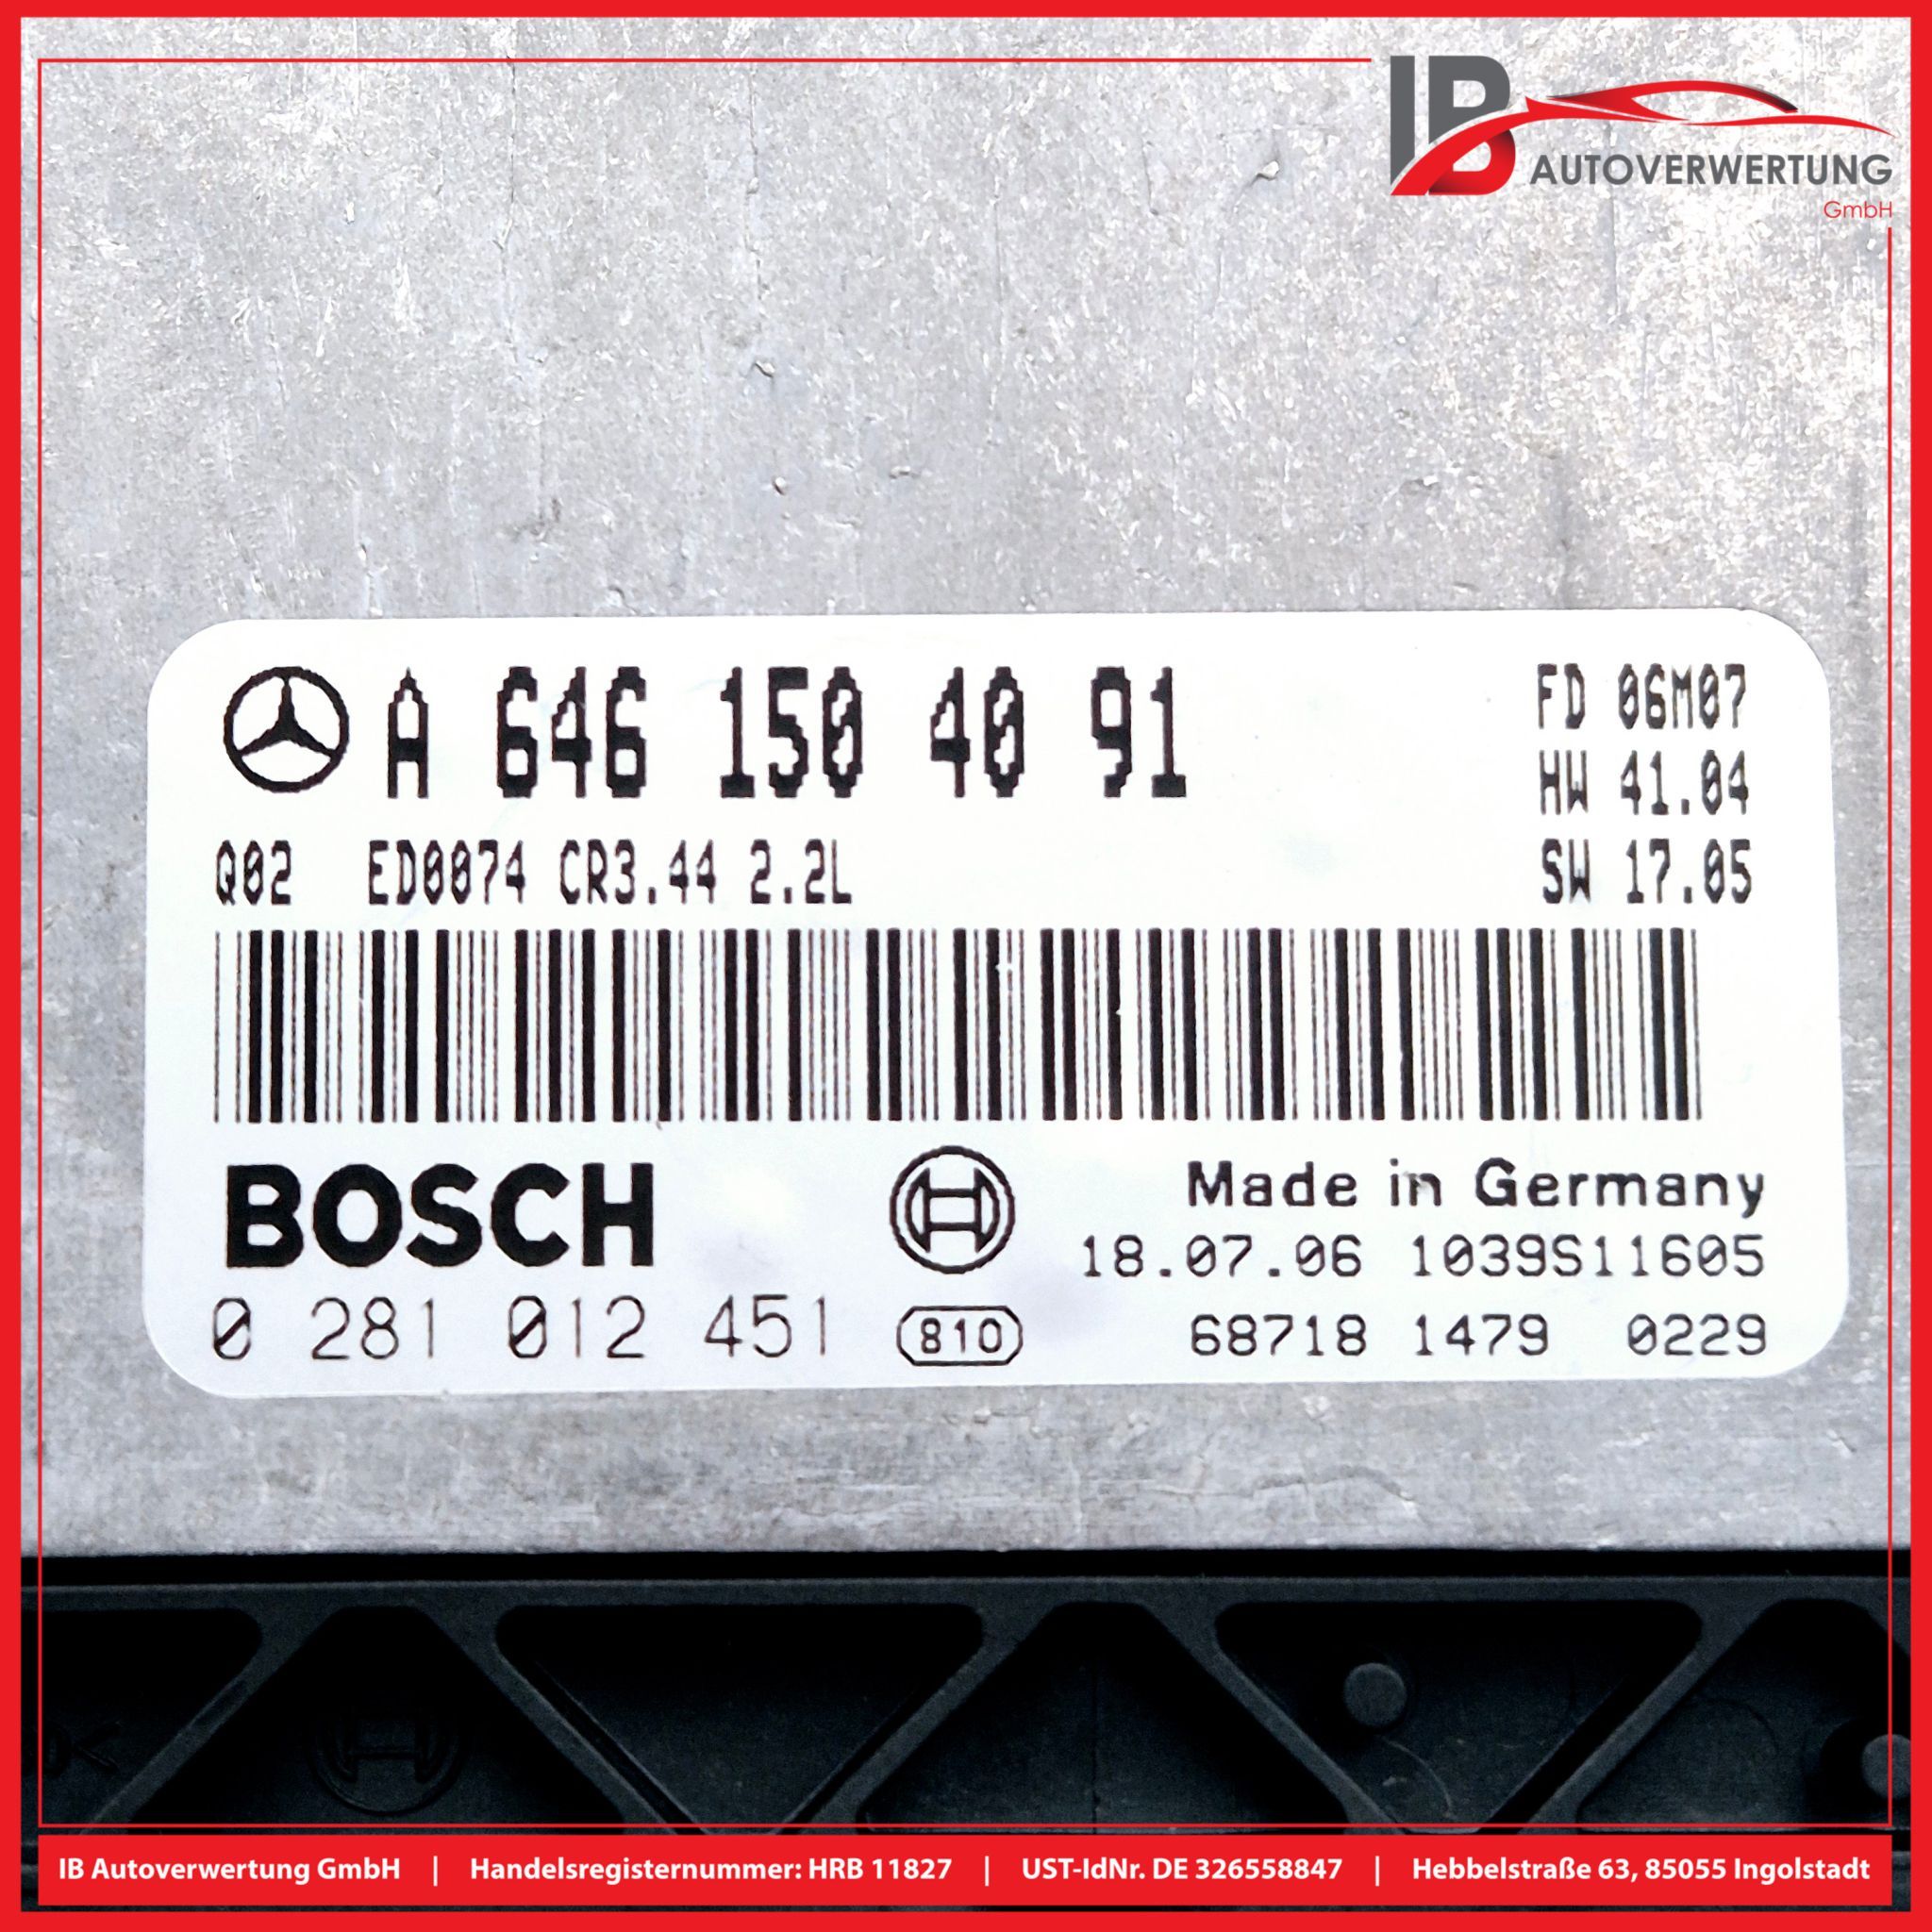 IB
AUTOVERWERTUNG
GmbH
A 646 150 40 91
FD 06M07
HW 41.04
Q02 ED0074 CR3.44 2.2L
SW 17.05
BOSCH
Made in Germany
18.07.06 1039S11605
0 281 012 451
810
68718 1479 0229
IB Autoverwertung GmbH | Handelsregisternummer: HRB 11827 | UST-IdNr. DE 326558847 | Hebbelstraße 63, 85055 Ingolstadt